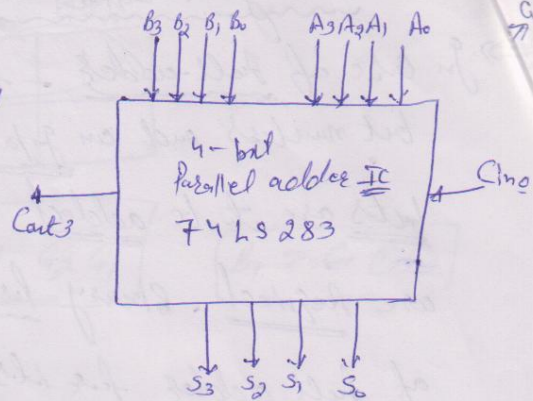 B3 B2 B1 B0 A3 A2 A1 A0
4-bit
Parallel adder IC
Cin0
Cout3
74LS283
S3 S2 S1 S0